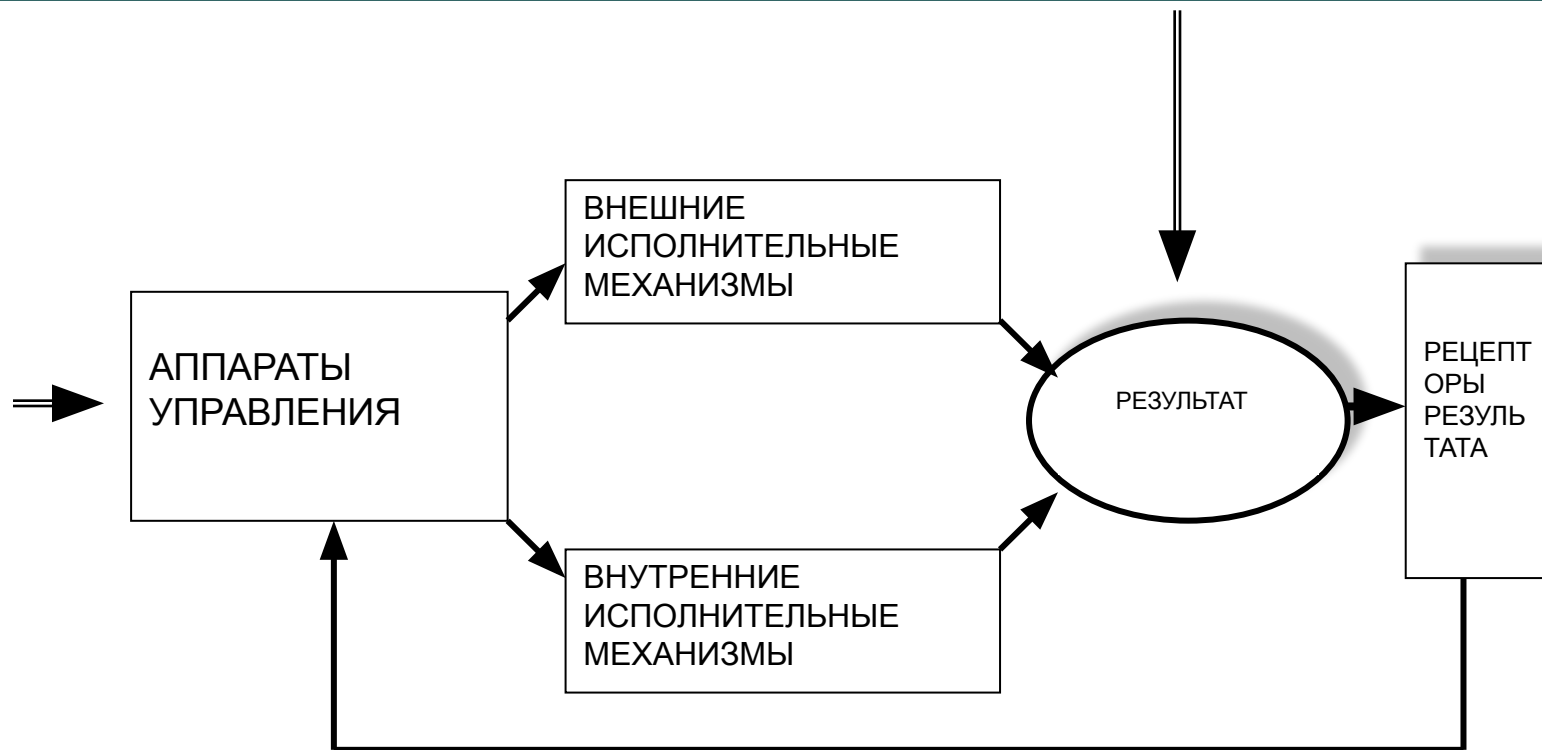 ВНЕШНИЕ
ИСПОЛНИТЕЛЬНЫЕ
МЕХАНИЗМЫ
АППАРАТЫ
УПРАВЛЕНИЯ
РЕЗУЛЬТАТ
РЕЦЕПТ
ОРЫ
РЕЗУЛЬ
ТАТА
ВНУТРЕННИЕ
ИСПОЛНИТЕЛЬНЫЕ
МЕХАНИЗМЫ